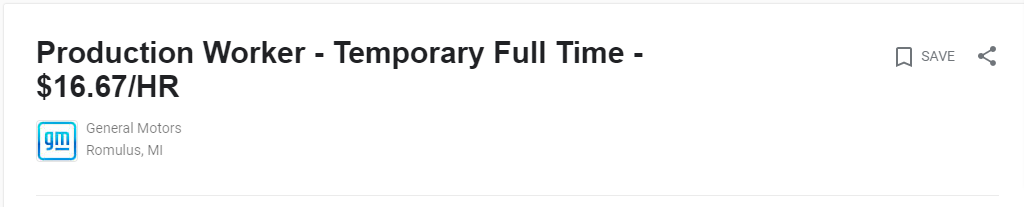 Production Worker - Temporary Full Time -
$16.67/HR
SAVE
gm
General Motors
Romulus, MI